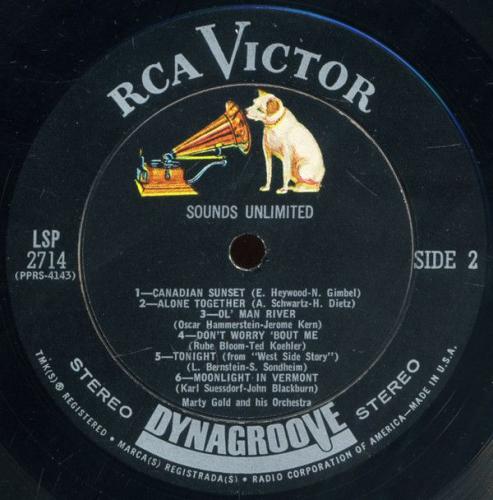 RCA VICTOR
SOUNDS UNLIMITED
LSP
2714
(PPRS-4143)
SIDE 2
1—CANADIAN SUNSET (E. Heywood-N. Gimbel)
2—ALONE TOGETHER (A. Schwartz-H. Dietz)
3—OL' MAN RIVER
(Oscar Hammerstein-Jerome Kern)
4—DON'T WORRY 'BOUT ME
(Rube Bloom-Ted Koehler)
5—TONIGHT (from "West Side Story")
(L. Bernstein-S. Sondheim)
6—MOONLIGHT IN VERMONT
(Karl Suessdorf-John Blackburn)
Marty Gold and his Orchestra
STEREO
DYNAGROOVE
STEREO
TMK(S) ® REGISTERED • MARCA(S) REGISTRADA(S) • RADIO CORPORATION OF AMERICA—MADE IN U.S.A.